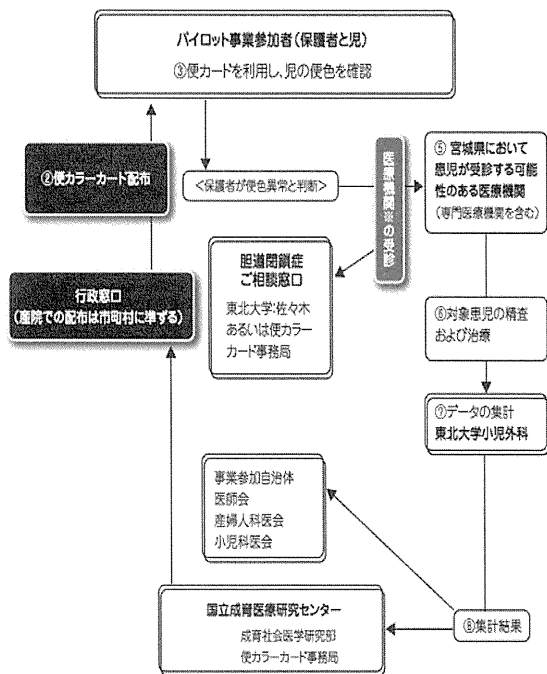 パイロット事業参加者（保護者と児）
③便カードを利用し、児の便色を確認
②便カラーカード配布
＜保護者が便色異常と判断＞
医療機関※の受診
⑤ 宮城県において
患児が受診する可能
性のある医療機関
（専門医療機関を含む）
胆道閉鎖症
ご相談窓口
東北大学：佐々木
あるいは便カラー
カード事務局
行政窓口
（産院での配布は市町村に準ずる）
⑥対象患児の精査
および治療
⑦データの集計
東北大学小児外科
事業参加自治体
医師会
産婦人科医会
小児科医会
国立成育医療研究センター
成育社会医学研究部
便カラーカード事務局
⑧集計結果